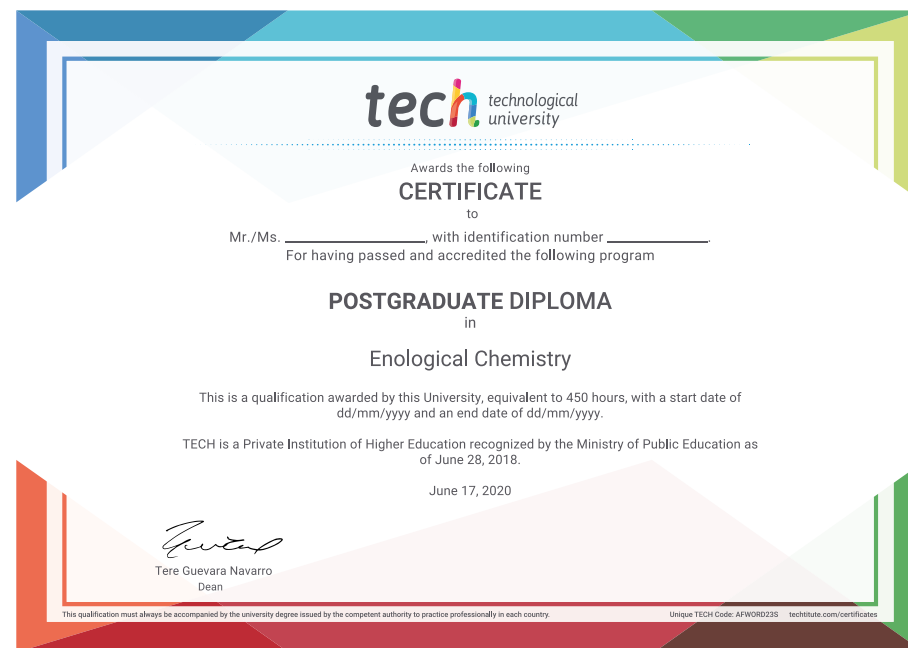 tech technological
university
Awards the following
CERTIFICATE
to
Mr./Ms. ____________________, with identification number ______________.
For having passed and accredited the following program
POSTGRADUATE DIPLOMA
in
Enological Chemistry
This is a qualification awarded by this University, equivalent to 450 hours, with a start date of
dd/mm/yyyy and an end date of dd/mm/yyyy.
TECH is a Private Institution of Higher Education recognized by the Ministry of Public Education as
of June 28, 2018.
June 17, 2020
Tere Guevara Navarro
Dean
This qualification must always be accompanied by the university degree issued by the competent authority to practice professionally in each country. Unique TECH Code: AFWORD23S techtitute.com/certificates